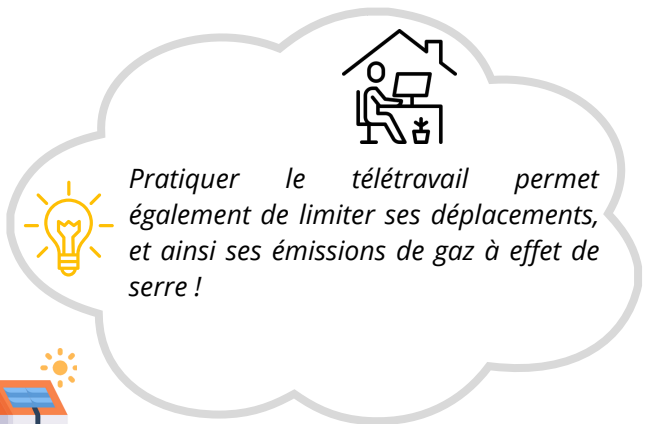 Pratiquer le télétravail permet
également de limiter ses déplacements,
et ainsi ses émissions de gaz à effet de
serre !